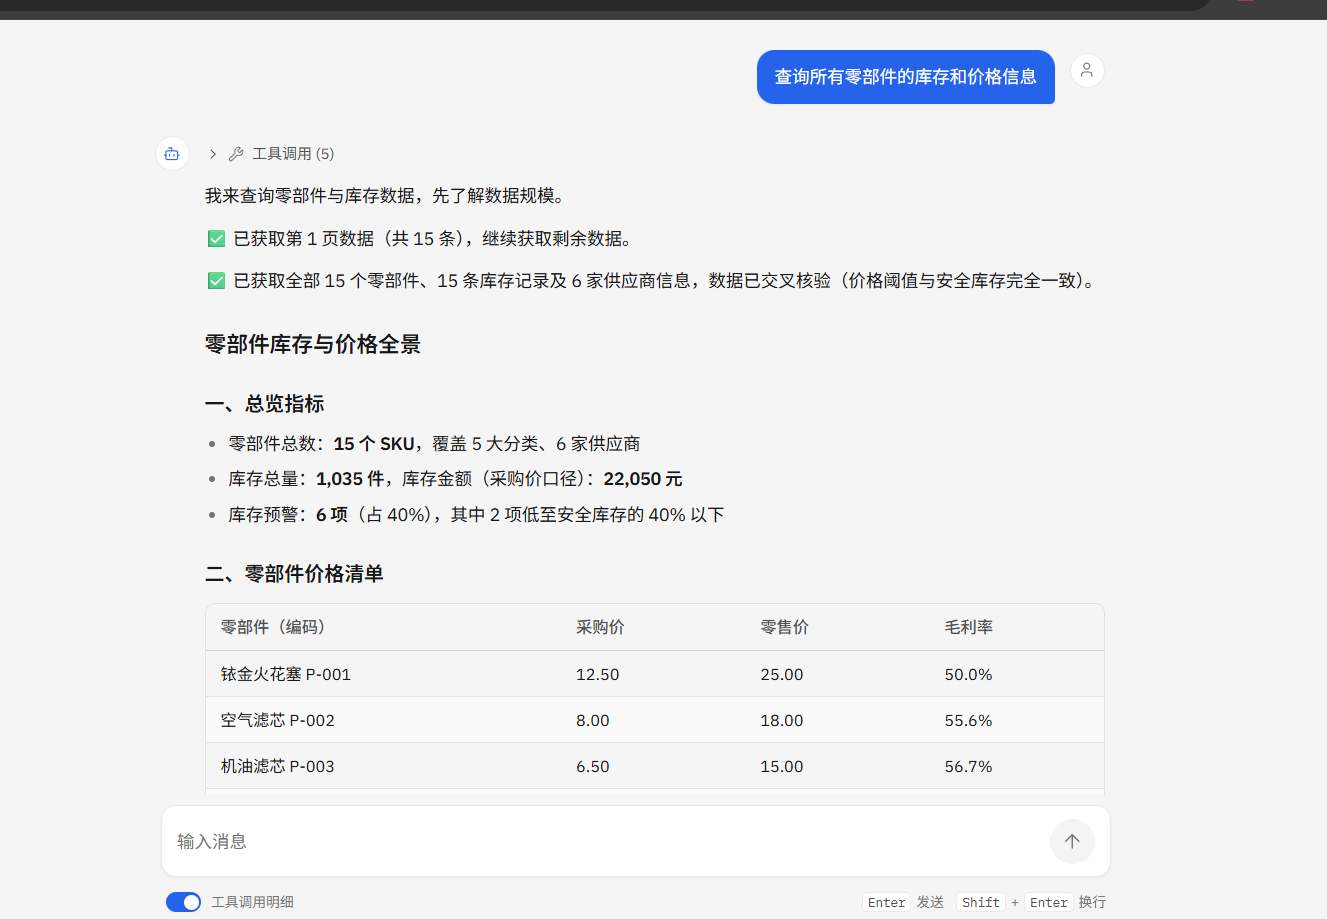 查询所有零部件的库存和价格信息
工具调用 (5)
我来查询零部件与库存数据，先了解数据规模。
✅ 已获取第 1 页数据（共 15 条），继续获取剩余数据。
✅ 已获取全部 15 个零部件、15 条库存记录及 6 家供应商信息，数据已交叉核验（价格阈值与安全库存完全一致）。
零部件库存与价格全景
一、总览指标
• 零部件总数：15 个 SKU，覆盖 5 大分类、6 家供应商
• 库存总量：1,035 件，库存金额（采购价口径）：22,050 元
• 库存预警：6 项（占 40%），其中 2 项低至安全库存的 40% 以下
二、零部件价格清单
零部件（编码） 采购价 零售价 毛利率
铱金火花塞 P-001 12.50 25.00 50.0%
空气滤芯 P-002 8.00 18.00 55.6%
机油滤芯 P-003 6.50 15.00 56.7%
输入消息
工具调用明细 Enter 发送 Shift + Enter 换行